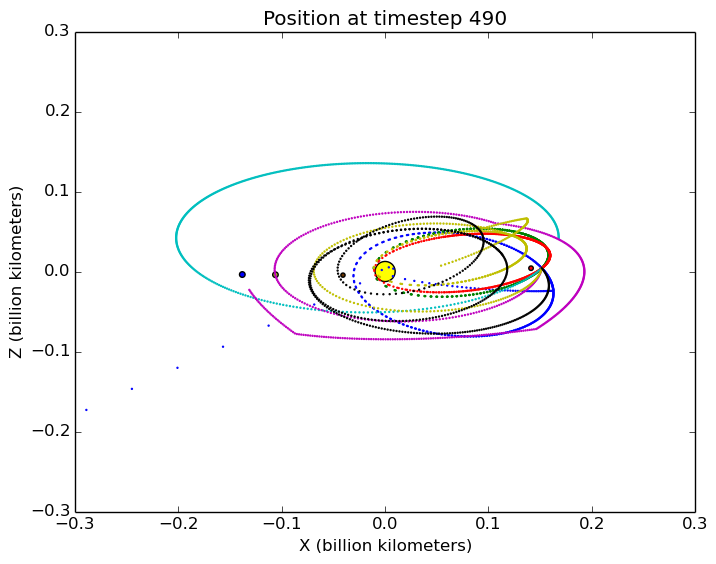 Position at timestep 490
0.3
0.2
0.1
0.0
−0.1
−0.2
−0.3
Z (billion kilometers)
−0.3 −0.2 −0.1 0.0 0.1 0.2 0.3
X (billion kilometers)